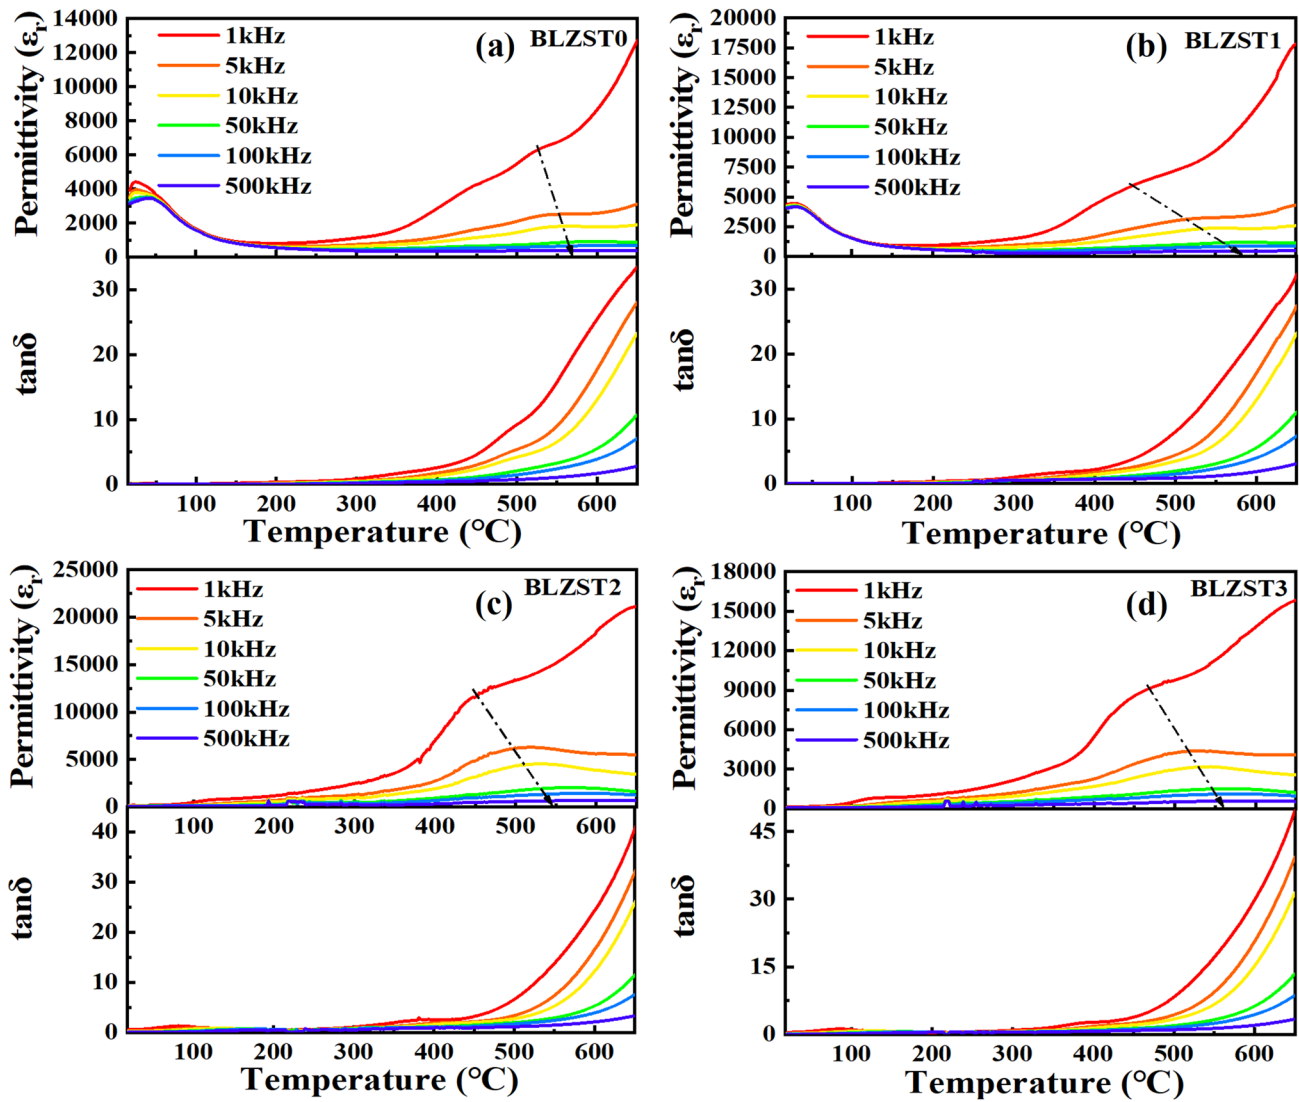 Permittivity (εr)
14000
12000
10000
8000
6000
4000
2000
0
1kHz
5kHz
10kHz
50kHz
100kHz
500kHz
(a)
BLZST0
tanδ
30
20
10
0
100 200 300 400 500 600
Temperature (°C)
Permittivity (εr)
20000
17500
15000
12500
10000
7500
5000
2500
0
1kHz
5kHz
10kHz
50kHz
100kHz
500kHz
(b)
BLZST1
tanδ
30
20
10
0
100 200 300 400 500 600
Temperature (°C)
Permittivity (εr)
25000
20000
15000
10000
5000
0
1kHz
5kHz
10kHz
50kHz
100kHz
500kHz
(c)
BLZST2
100 200 300 400 500 600
tanδ
40
30
20
10
0
100 200 300 400 500 600
Temperature (°C)
Permittivity (εr)
18000
15000
12000
9000
6000
3000
0
1kHz
5kHz
10kHz
50kHz
100kHz
500kHz
(d)
BLZST3
tanδ
45
30
15
0
100 200 300 400 500 600
Temperature (°C)